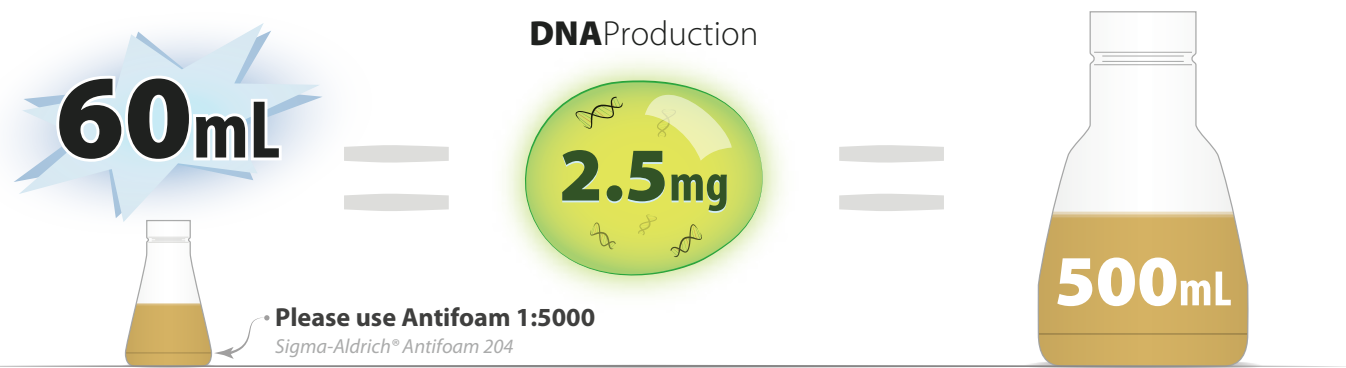 DNAProduction
60mL
2.5mg
500mL
Please use Antifoam 1:5000
Sigma-Aldrich® Antifoam 204